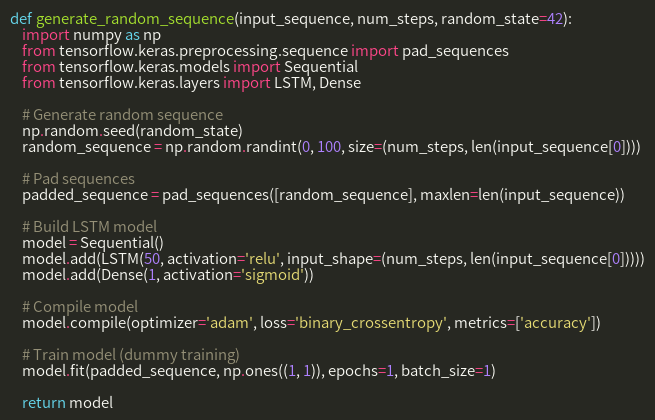 def generate_random_sequence(input_sequence, num_steps, random_state=42):
    import numpy as np
    from tensorflow.keras.preprocessing.sequence import pad_sequences
    from tensorflow.keras.models import Sequential
    from tensorflow.keras.layers import LSTM, Dense

    # Generate random sequence
    np.random.seed(random_state)
    random_sequence = np.random.randint(0, 100, size=(num_steps, len(input_sequence[0])))

    # Pad sequences
    padded_sequence = pad_sequences([random_sequence], maxlen=len(input_sequence))

    # Build LSTM model
    model = Sequential()
    model.add(LSTM(50, activation='relu', input_shape=(num_steps, len(input_sequence[0]))))
    model.add(Dense(1, activation='sigmoid'))

    # Compile model
    model.compile(optimizer='adam', loss='binary_crossentropy', metrics=['accuracy'])

    # Train model (dummy training)
    model.fit(padded_sequence, np.ones((1, 1)), epochs=1, batch_size=1)

    return model